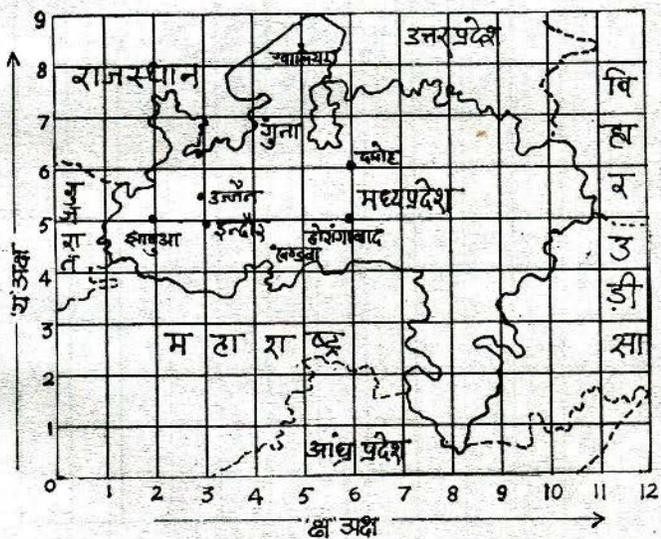 9
उत्तर प्रदेश
ग्वालियर
8
राजस्थान
वि
7
गुना
हा
दमोह
6
र
उज्जैन
मध्यप्रदेश
5
झाबुआ
इन्दौर
होशंगाबाद
खण्डवा
उ
4
ड़ी
3
म हा रा ष्ट्र
सा
2
1
आंध्र प्रदेश
0
0 1 2 3 4 5 6 7 8 9 10 11 12
अक्ष